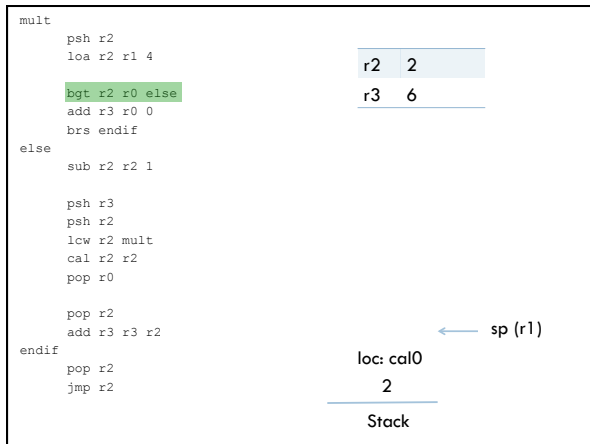 mult
psh r2
loa r2 r1 4
bgt r2 r0 else
add r3 r0 0
brs endif
else
sub r2 r2 1
psh r3
psh r2
lcw r2 mult
cal r2 r2
pop r0
pop r2
add r3 r3 r2
endif
pop r2
jmp r2
r2 2
r3 6
sp (r1)
loc: cal0
2
Stack